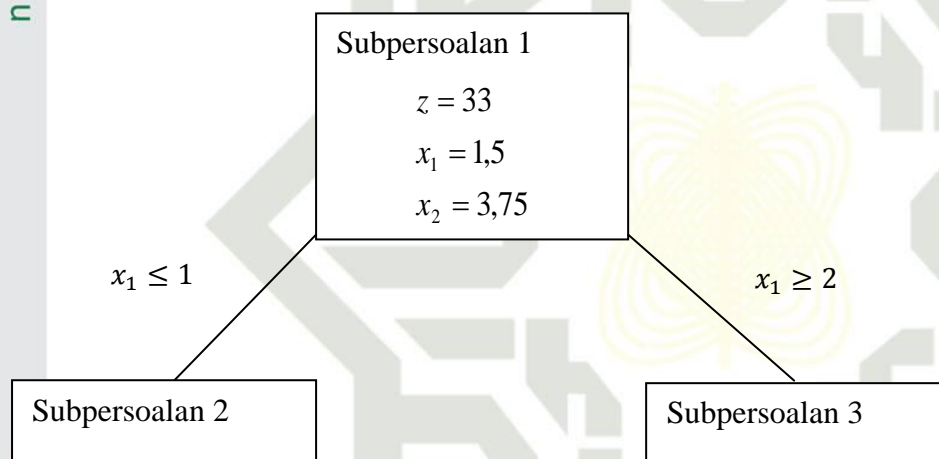 n
Subpersoalan 1
z = 33
x₁ = 1,5
x₂ = 3,75
x₁ ≤ 1
x₁ ≥ 2
Subpersoalan 2
Subpersoalan 3